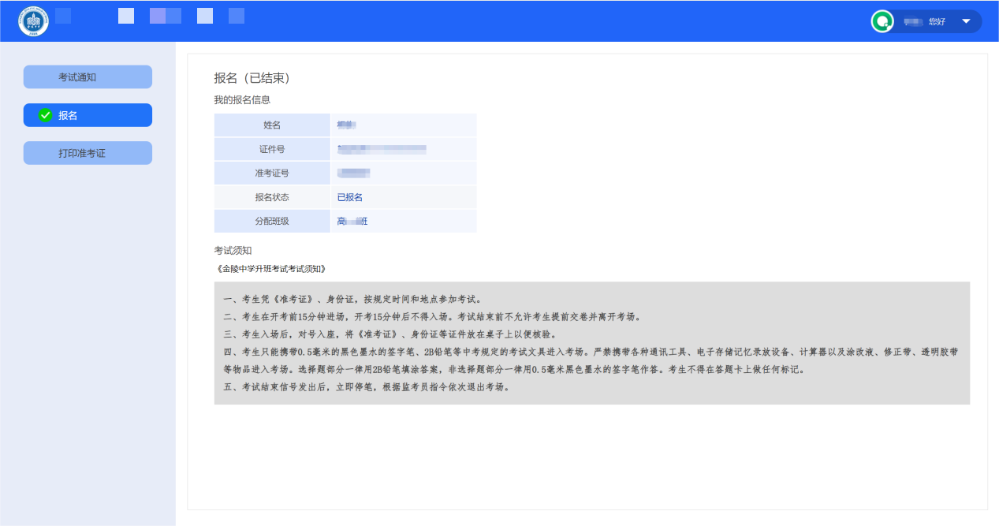 您好
考试通知
报名
打印准考证
报名（已结束）
我的报名信息
姓名
证件号
准考证号
报名状态 已报名
分配班级 高 班
考试须知
《金陵中学升班考试考试须知》
一、考生凭《准考证》、身份证，按规定时间和地点参加考试。
二、考生在开考前15分钟进场，开考15分钟后不得入场。考试结束前不允许考生提前交卷并离开考场。
三、考生入场后，对号入座，将《准考证》、身份证等证件放在桌子上以便核验。
四、考生只能携带0.5毫米的黑色墨水的签字笔、2B铅笔等中考规定的考试文具进入考场。严禁携带各种通讯工具、电子存储记忆录放设备、计算器以及涂改液、修正带、透明胶带
等物品进入考场。选择题部分一律用2B铅笔填涂答案，非选择题部分一律用0.5毫米黑色墨水的签字笔作答。考生不得在答题卡上做任何标记。
五、考试结束信号发出后，立即停笔，根据监考员指令依次退出考场。